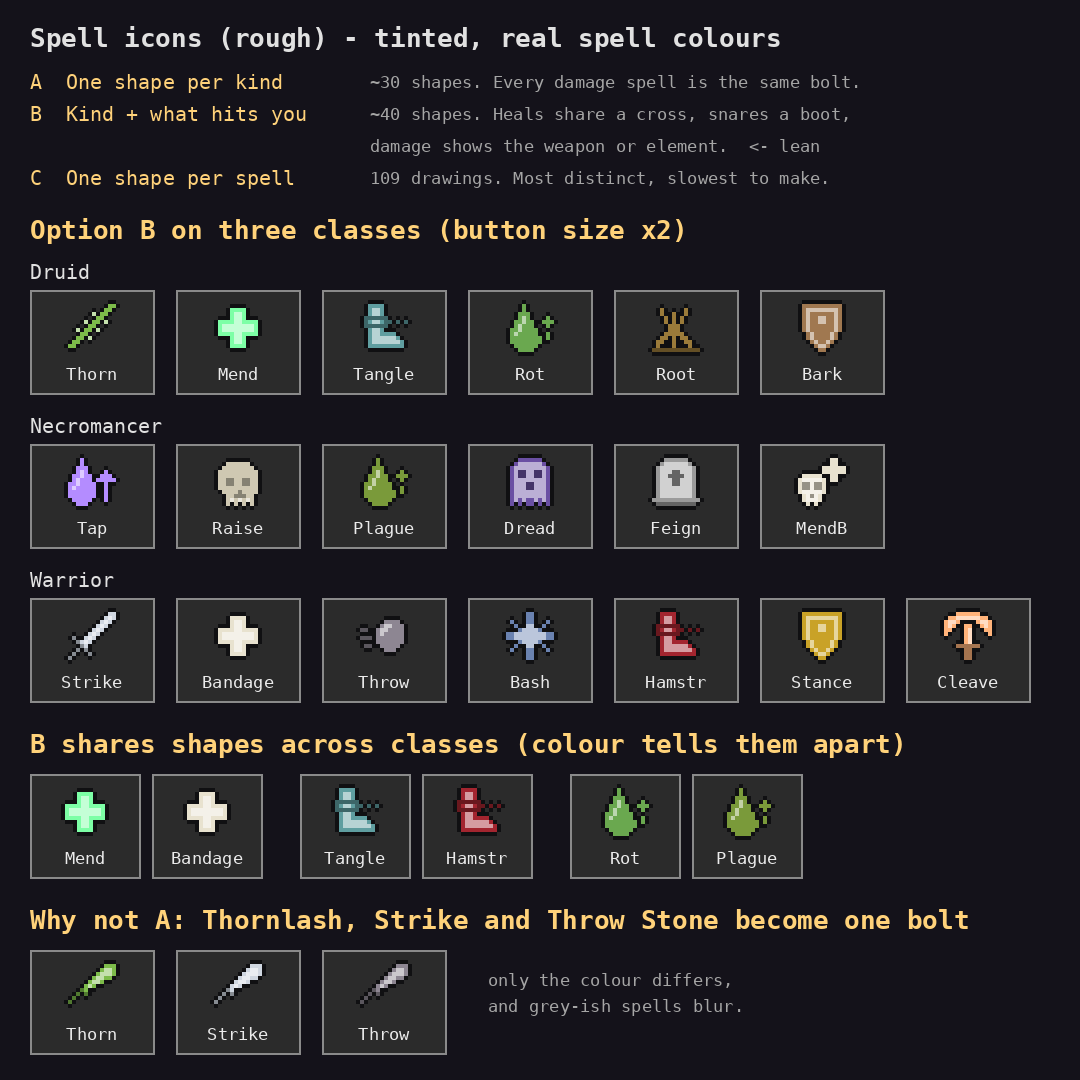 Spell icons (rough) - tinted, real spell colours
A One shape per kind ~30 shapes. Every damage spell is the same bolt.
B Kind + what hits you ~40 shapes. Heals share a cross, snares a boot,
damage shows the weapon or element. <- lean
C One shape per spell 109 drawings. Most distinct, slowest to make.
Option B on three classes (button size x2)
Druid
Thorn Mend Tangle Rot Root Bark
Necromancer
Tap Raise Plague Dread Feign MendB
Warrior
Strike Bandage Throw Bash Hamstr Stance Cleave
B shares shapes across classes (colour tells them apart)
Mend Bandage Tangle Hamstr Rot Plague
Why not A: Thornlash, Strike and Throw Stone become one bolt
only the colour differs,
and grey-ish spells blur.
Thorn Strike Throw